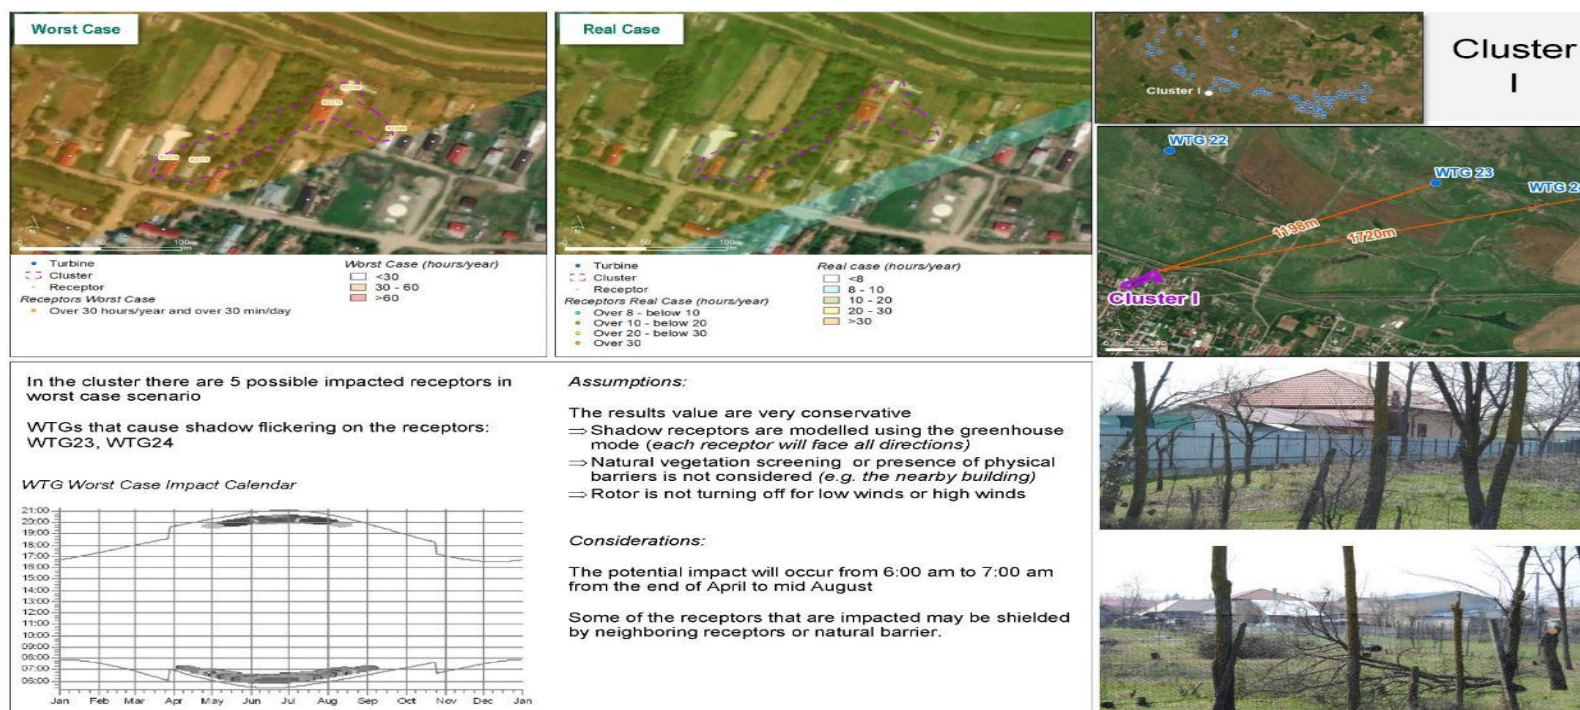 Worst Case
0 50 100
m
Turbine
Cluster
Receptor
Receptors Worst Case
Over 30 hours/year and over 30 min/day
Worst Case (hours/year)
<30
30 - 60
>60
Real Case
0 50 100
m
Turbine
Cluster
Receptor
Receptors Real Case (hours/year)
Over 8 - below 10
Over 10 - below 20
Over 20 - below 30
Over 30
Real case (hours/year)
<8
8 - 10
10 - 20
20 - 30
>30
Cluster I
Cluster
I
WTG 22
WTG 23
WTG 2
1198m
1720m
Cluster I
In the cluster there are 5 possible impacted receptors in
worst case scenario
WTGs that cause shadow flickering on the receptors:
WTG23, WTG24
WTG Worst Case Impact Calendar
21:00
20:00
19:00
18:00
17:00
16:00
15:00
14:00
13:00
12:00
11:00
10:00
09:00
08:00
07:00
06:00
Jan Feb Mar Apr May Jun Jul Aug Sep Oct Nov Dec Jan
Assumptions:
The results value are very conservative
⇒ Shadow receptors are modelled using the greenhouse
mode (each receptor will face all directions)
⇒ Natural vegetation screening or presence of physical
barriers is not considered (e.g. the nearby building)
⇒ Rotor is not turning off for low winds or high winds
Considerations:
The potential impact will occur from 6:00 am to 7:00 am
from the end of April to mid August
Some of the receptors that are impacted may be shielded
by neighboring receptors or natural barrier.